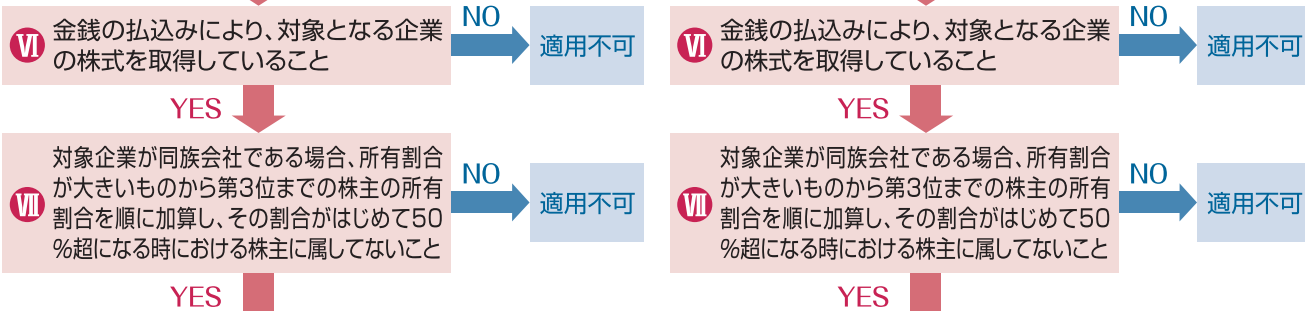 Ⅵ 金銭の払込みにより、対象となる企業
の株式を取得していること
NO
適用不可
YES
Ⅶ 対象企業が同族会社である場合、所有割合
が大きいものから第3位までの株主の所有
割合を順に加算し、その割合がはじめて50
%超になる時における株主に属してないこと
NO
適用不可
YES
Ⅵ 金銭の払込みにより、対象となる企業
の株式を取得していること
NO
適用不可
YES
Ⅶ 対象企業が同族会社である場合、所有割合
が大きいものから第3位までの株主の所有
割合を順に加算し、その割合がはじめて50
%超になる時における株主に属してないこと
NO
適用不可
YES